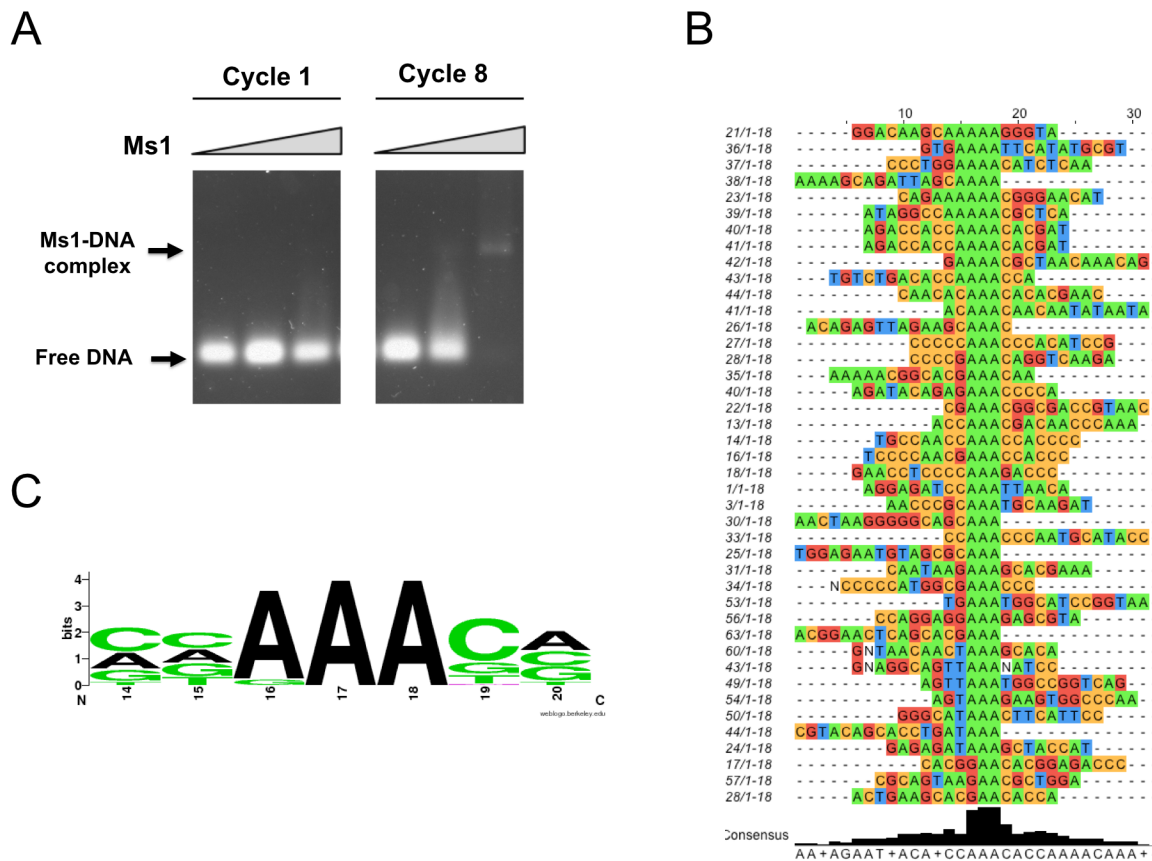 A
Cycle 1
Cycle 8
Ms1
Ms1-DNA
complex
Free DNA
B
10 20 30
21/1-18 -----GGACAAGCAAAAAGGGTA--------
36/1-18 -----------GTGAAAATTCATATGCGT--
37/1-18 --------CCCTGGAAAACATCTCAA-----
38/1-18 AAAAGCAGATTAGCAAAA-------------
23/1-18 ---------CAGAAAAAACGGGAACAT----
39/1-18 ------ATAGGCCAAAAACGCTCA-------
40/1-18 ------AGACCACCAAAACACGAT-------
41/1-18 ------AGACCACCAAAACACGAT-------
42/1-18 -------------GAAAACGCTAACAAACAG
43/1-18 ---TGTCTGACACCAAAACCA----------
44/1-18 ---------CAACACAAACACACGAAC----
41/1-18 -------------ACAAACAACAATATAATA
26/1-18 -ACAGAGTTAGAAGCAAAC------------
27/1-18 ----------CCCCCAAACCCACATCCG---
28/1-18 ----------CCCCGAAACAGGTCAAGA---
35/1-18 ---AAAAACGGCACGAAACAA----------
40/1-18 -----AGATACAGAGAAACCCCA--------
22/1-18 -------------CGAAACGGCGACCGTAAC
13/1-18 ------------ACCAAACGACAACCCAAA-
14/1-18 -------TGCCAACCAAACCACCCC------
16/1-18 ------TCCCCAACGAAACCACCC-------
18/1-18 -----GAACCTCCCCAAAGACCC--------
1/1-18 ------AGGAGATCCAAATTAACA-------
3/1-18 --------AACCCGCAAATGCAAGAT-----
30/1-18 AACTAAGGGGGCAGCAAA-------------
33/1-18 -------------CCAAACCCAATGCATACC
25/1-18 TGGAGAATGTAGCGCAAA-------------
31/1-18 --------CAATAAGAAAGCACGAAA-----
34/1-18 ---NCCCCCATGGCGAAACCC----------
53/1-18 -------------TGAAATGGCATCCGGTAA
56/1-18 -------CCAGGAGGAAAGAGCGTA------
63/1-18 ACGGAACTCAGCACGAAA-------------
60/1-18 -----GNTAACAACTAAAGCACA--------
43/1-18 -----GNAGGCAGTTAAANATCC--------
49/1-18 -----------AGTTAAATGGCCGGTCAG--
54/1-18 ------------AGTAAAGAAGTGGCCCAA-
50/1-18 ---------GGGCATAAACTTCATTCC----
44/1-18 CGTACAGCACCTGATAAA-------------
24/1-18 --------GAGAGATAAAGCTACCAT-----
17/1-18 -----------CACGGAACACGGAGACCC--
57/1-18 -------CGCAGTAAGAACGCTGGA------
28/1-18 -----ACTGAAGCACGAACACCA--------
Consensus
AA+AGAAT+ACA+CCAAACACCAAAACAAA+
C
bits
4
3
2
1
0
C A G T
C A G T
A G
A
A
C G
A C G T
N 14 15 16 17 18 19 20 C
weblogo.berkeley.edu